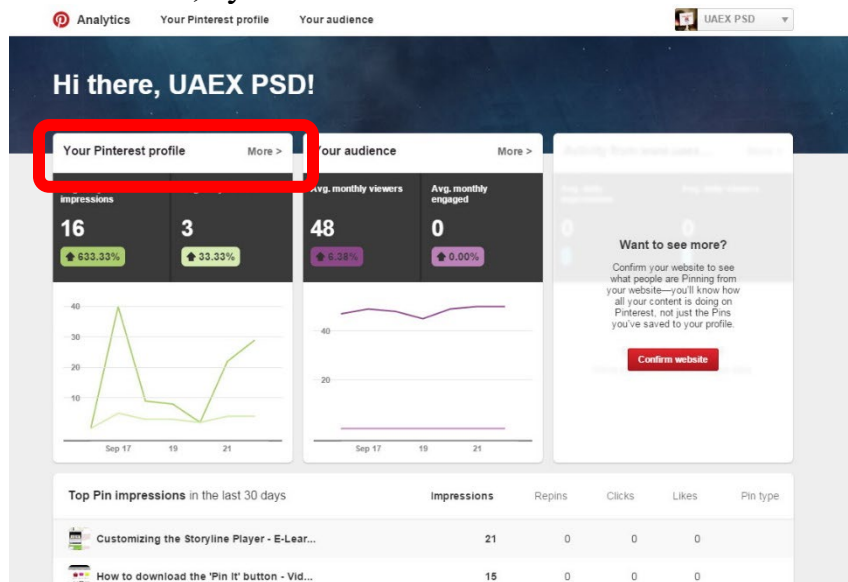 Analytics Your Pinterest profile Your audience UAEX PSD
Hi there, UAEX PSD!
Your Pinterest profile More >
impressions
16 3
633.33% 33.33%
40
30
20
10
Sep 17 19 21
Your audience More >
Avg. monthly viewers Avg. monthly
engaged
48 0
6.38% 0.00%
40
20
Sep 17 19 21
0 0
Want to see more?
Confirm your website to see
what people are Pinning from
your website—you'll know how
all your content is doing on
Pinterest, not just the Pins
you've saved to your profile.
Confirm website
Top Pin impressions in the last 30 days Impressions Repins Clicks Likes Pin type
Customizing the Storyline Player - E-Lear... 21 0 0 0
How to download the 'Pin It' button - Vid... 15 0 0 0